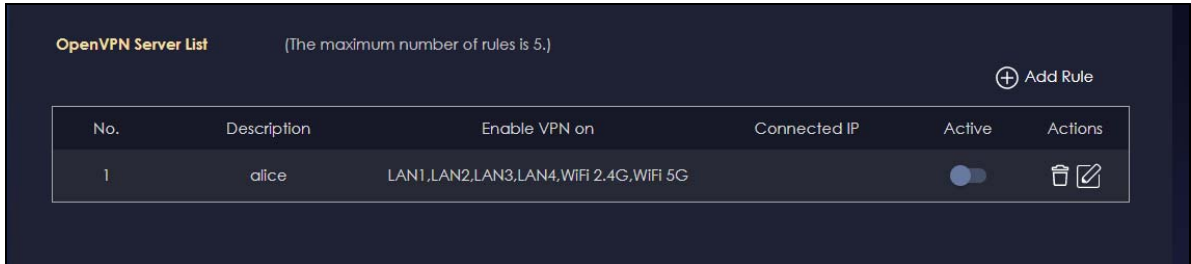 OpenVPN Server List (The maximum number of rules is 5.)
Add Rule
No. Description Enable VPN on Connected IP Active Actions
1 alice LAN1,LAN2,LAN3,LAN4,WiFi 2.4G,WiFi 5G